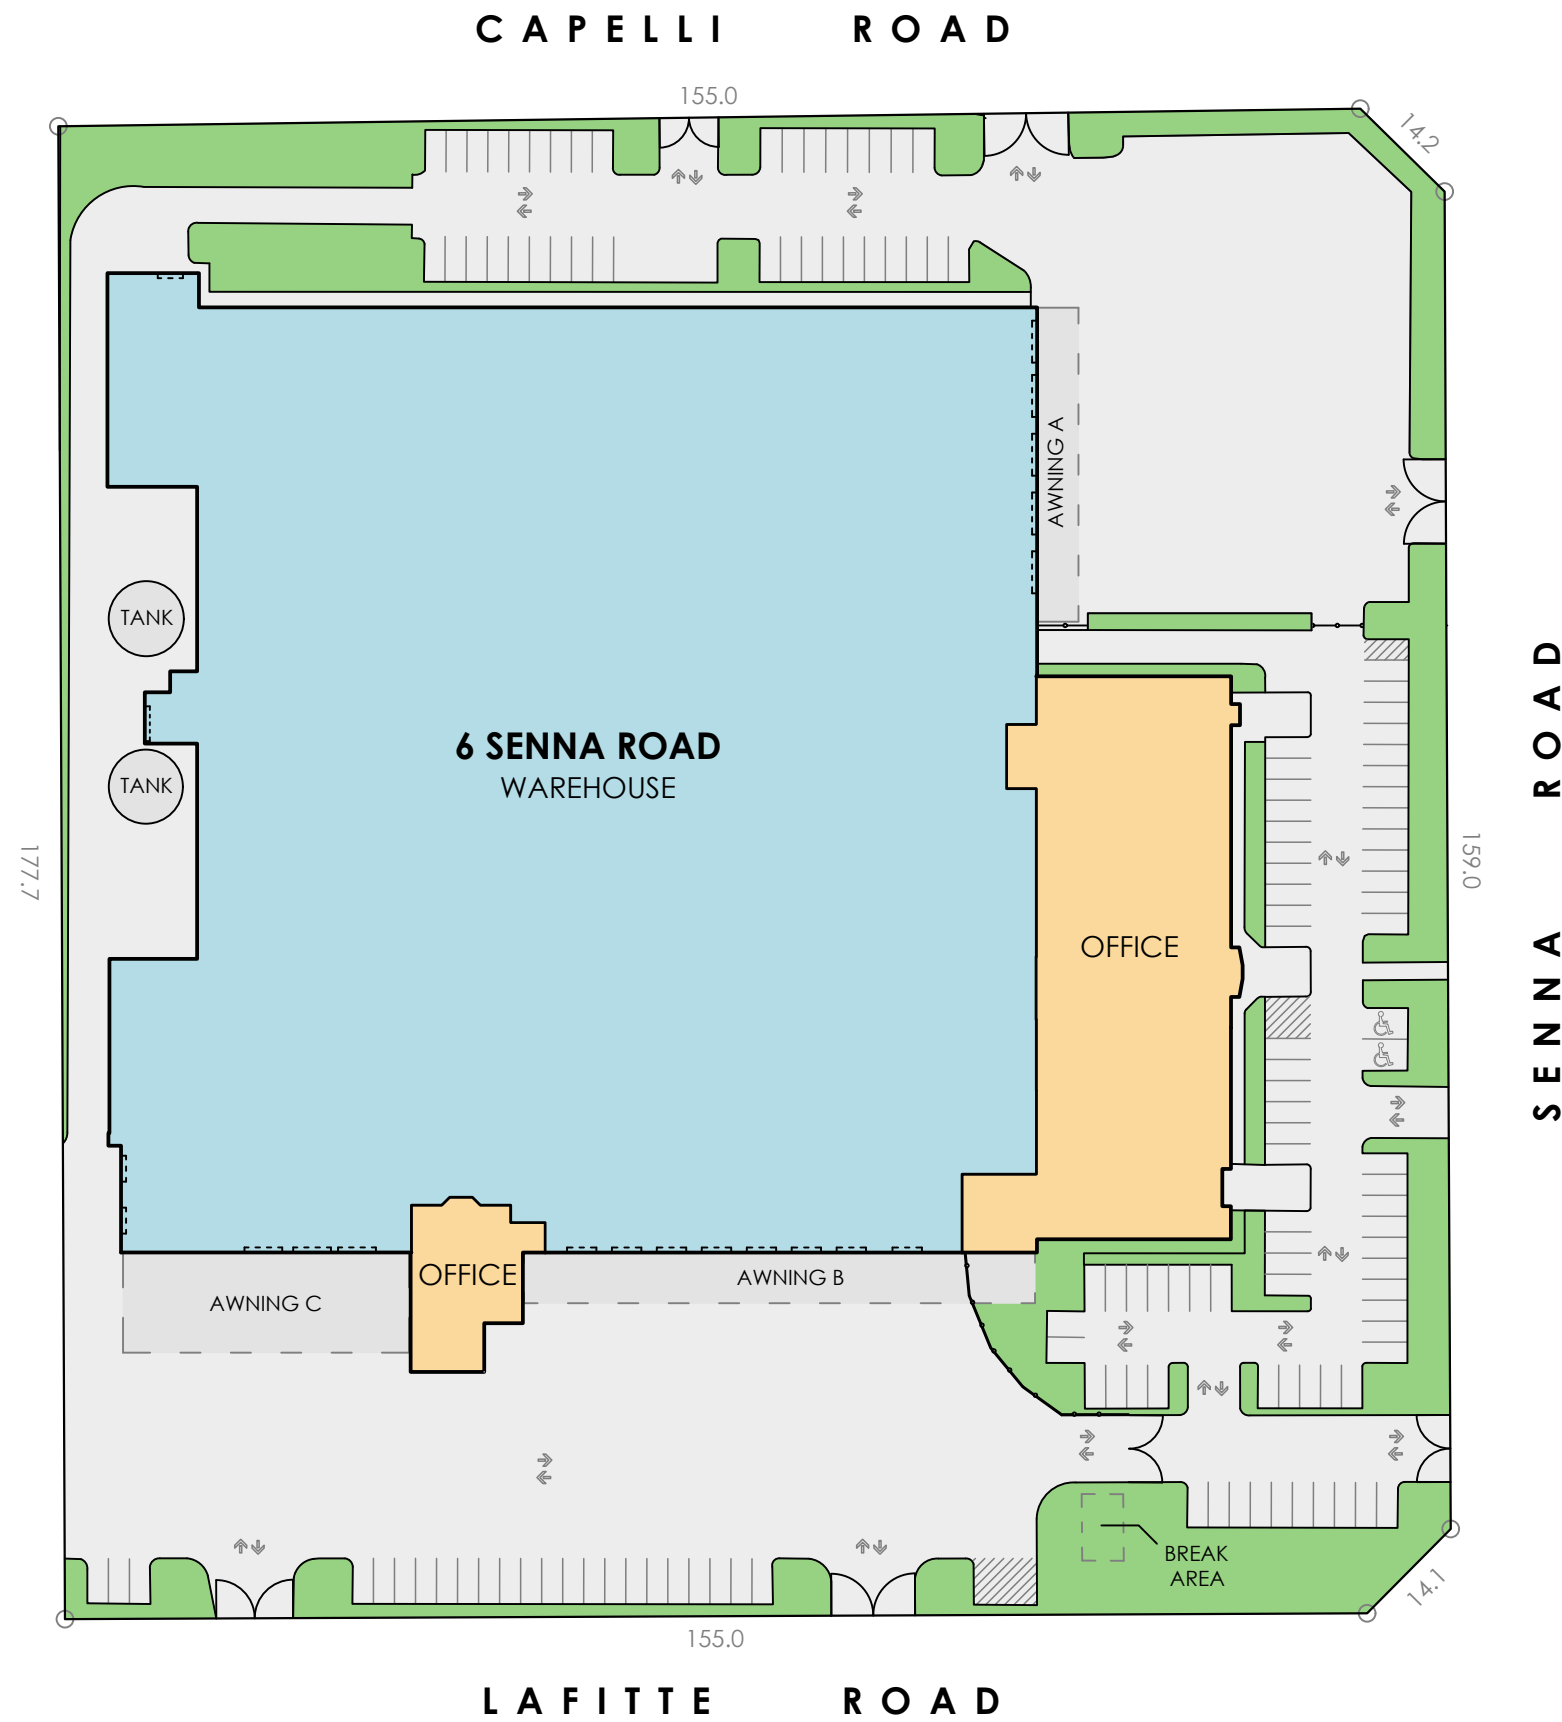 CAPELLI ROAD
155.0
14.2
AWNING A
TANK
TANK
6 SENNA ROAD
WAREHOUSE
177.7
159.0
SENNA ROAD
OFFICE
OFFICE
AWNING B
AWNING C
BREAK
AREA
14.1
155.0
LAFITTE ROAD